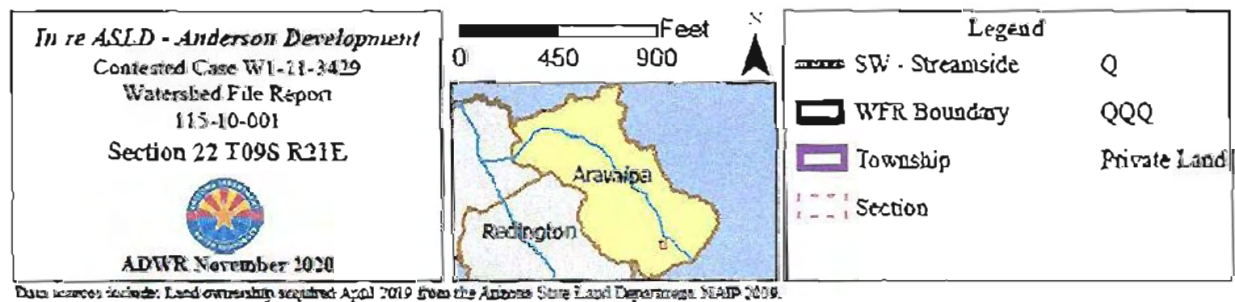 In re ASLD - Anderson Development
Contested Case W1-11-3429
Watershed File Report
115-10-001
Section 22 T09S R21E
ADWR November 2020
Feet
0 450 900
N
Aravaipa
Redington
Legend
SW - Streamside Q
WFR Boundary QQQ
Township Private Land
Section
Data sources include: Land ownership acquired April 2019 from the Arizona State Land Department. NAIP 2009.